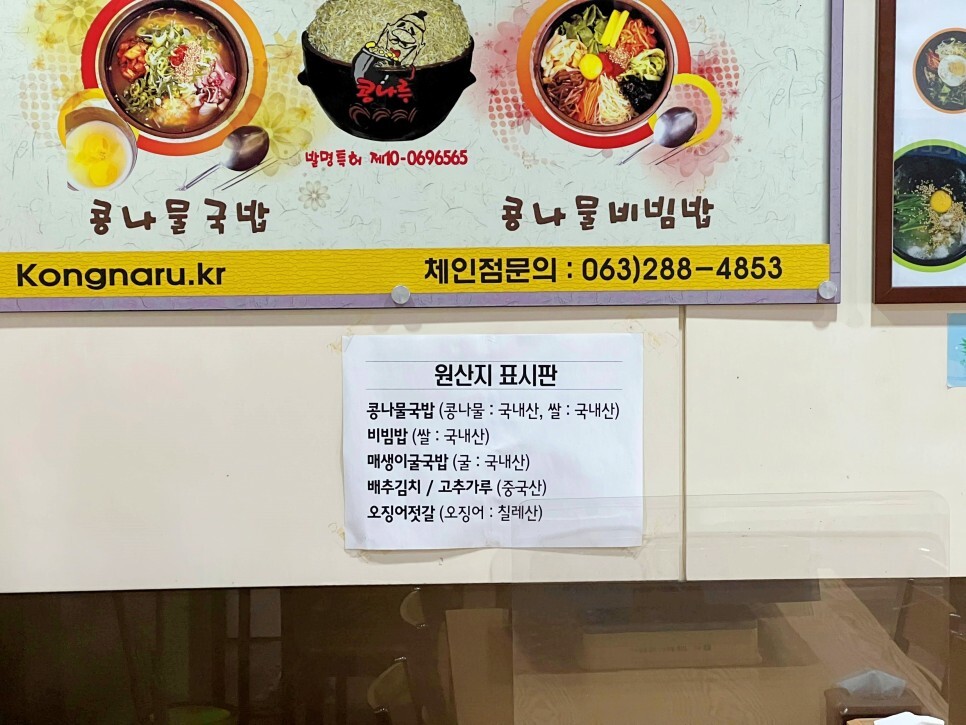 콩나루
발명특허 제10-0696565
콩나물국밥
콩나물비빔밥
Kongnaru.kr
체인점문의 : 063)288-4853
원산지 표시판
콩나물국밥 (콩나물 : 국내산, 쌀 : 국내산)
비빔밥 (쌀 : 국내산)
매생이굴국밥 (굴 : 국내산)
배추김치 / 고추가루 (중국산)
오징어젓갈 (오징어 : 칠레산)